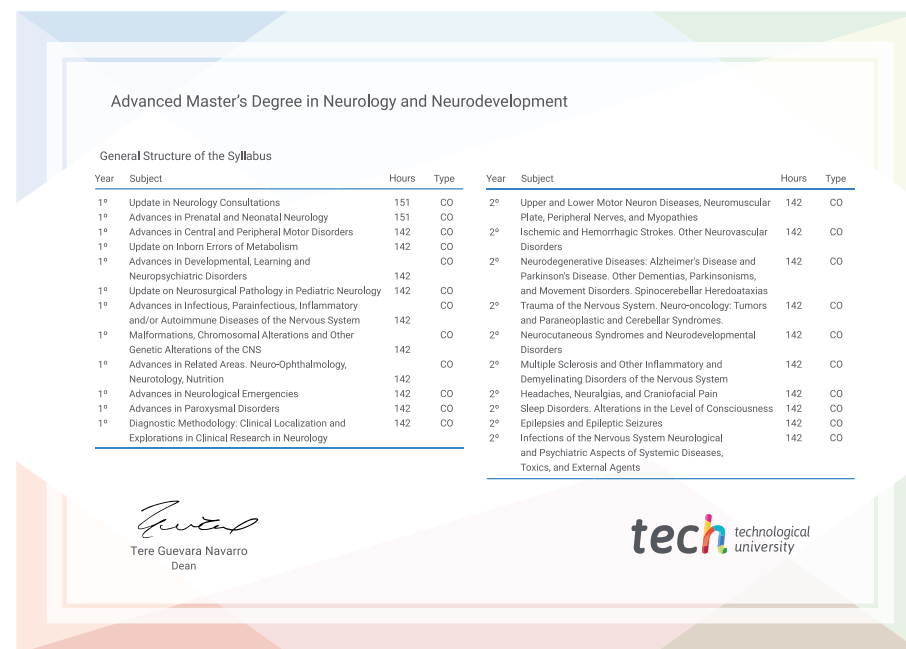 Advanced Master's Degree in Neurology and Neurodevelopment
General Structure of the Syllabus
Year Subject Hours Type
1º Update in Neurology Consultations 151 CO
1º Advances in Prenatal and Neonatal Neurology 151 CO
1º Advances in Central and Peripheral Motor Disorders 142 CO
1º Update on Inborn Errors of Metabolism 142 CO
1º Advances in Developmental, Learning and CO
Neuropsychiatric Disorders 142
1º Update on Neurosurgical Pathology in Pediatric Neurology 142 CO
1º Advances in Infectious, Parainfectious, Inflammatory CO
and/or Autoimmune Diseases of the Nervous System 142
1º Malformations, Chromosomal Alterations and Other CO
Genetic Alterations of the CNS 142
1º Advances in Related Areas. Neuro-Ophthalmology, CO
Neurotology, Nutrition 142
1º Advances in Neurological Emergencies 142 CO
1º Advances in Paroxysmal Disorders 142 CO
1º Diagnostic Methodology: Clinical Localization and 142 CO
Explorations in Clinical Research in Neurology
Year Subject Hours Type
2º Upper and Lower Motor Neuron Diseases, Neuromuscular 142 CO
Plate, Peripheral Nerves, and Myopathies
2º Ischemic and Hemorrhagic Strokes. Other Neurovascular 142 CO
Disorders
2º Neurodegenerative Diseases: Alzheimer's Disease and 142 CO
Parkinson's Disease. Other Dementias, Parkinsonisms,
and Movement Disorders. Spinocerebellar Heredoataxias
2º Trauma of the Nervous System. Neuro-oncology: Tumors 142 CO
and Paraneoplastic and Cerebellar Syndromes.
2º Neurocutaneous Syndromes and Neurodevelopmental 142 CO
Disorders
2º Multiple Sclerosis and Other Inflammatory and 142 CO
Demyelinating Disorders of the Nervous System
2º Headaches, Neuralgias, and Craniofacial Pain 142 CO
2º Sleep Disorders. Alterations in the Level of Consciousness 142 CO
2º Epilepsies and Epileptic Seizures 142 CO
2º Infections of the Nervous System Neurological 142 CO
and Psychiatric Aspects of Systemic Diseases,
Toxics, and External Agents
Tere Guevara Navarro
Dean
tech technological
university